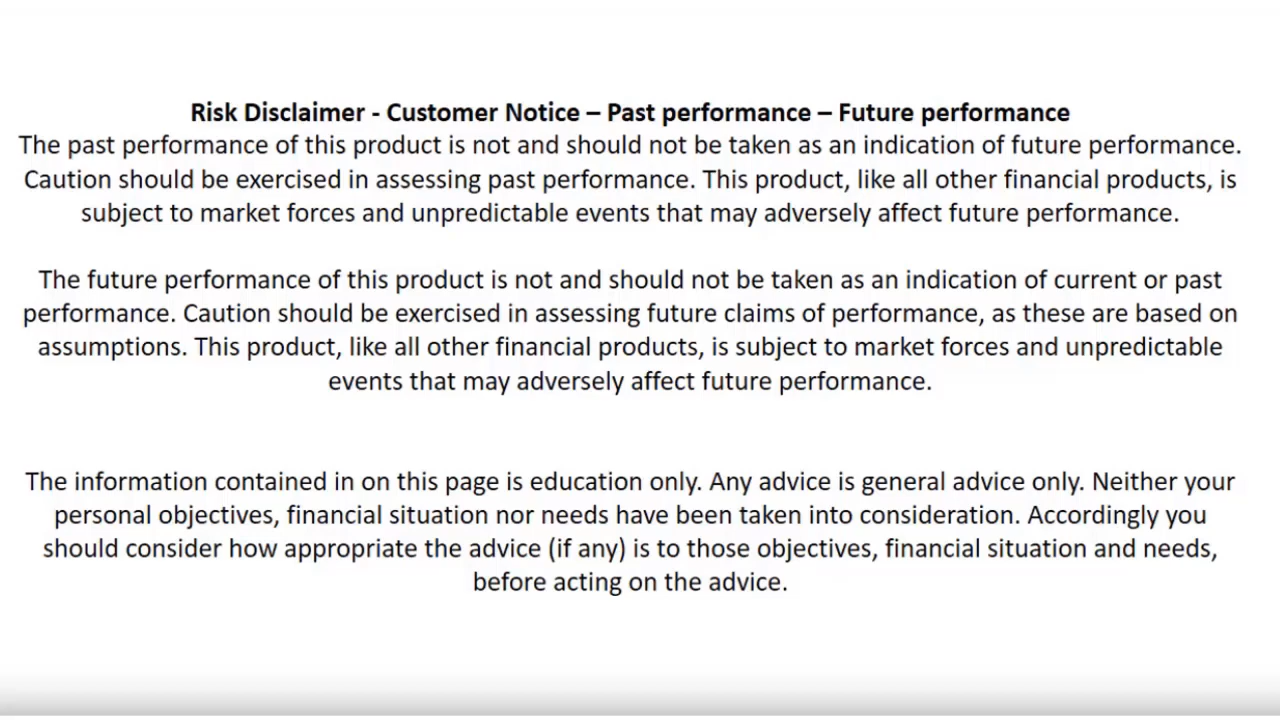 Risk Disclaimer - Customer Notice – Past performance – Future performance
The past performance of this product is not and should not be taken as an indication of future performance.
Caution should be exercised in assessing past performance. This product, like all other financial products, is
subject to market forces and unpredictable events that may adversely affect future performance.
The future performance of this product is not and should not be taken as an indication of current or past
performance. Caution should be exercised in assessing future claims of performance, as these are based on
assumptions. This product, like all other financial products, is subject to market forces and unpredictable
events that may adversely affect future performance.
The information contained in on this page is education only. Any advice is general advice only. Neither your
personal objectives, financial situation nor needs have been taken into consideration. Accordingly you
should consider how appropriate the advice (if any) is to those objectives, financial situation and needs,
before acting on the advice.